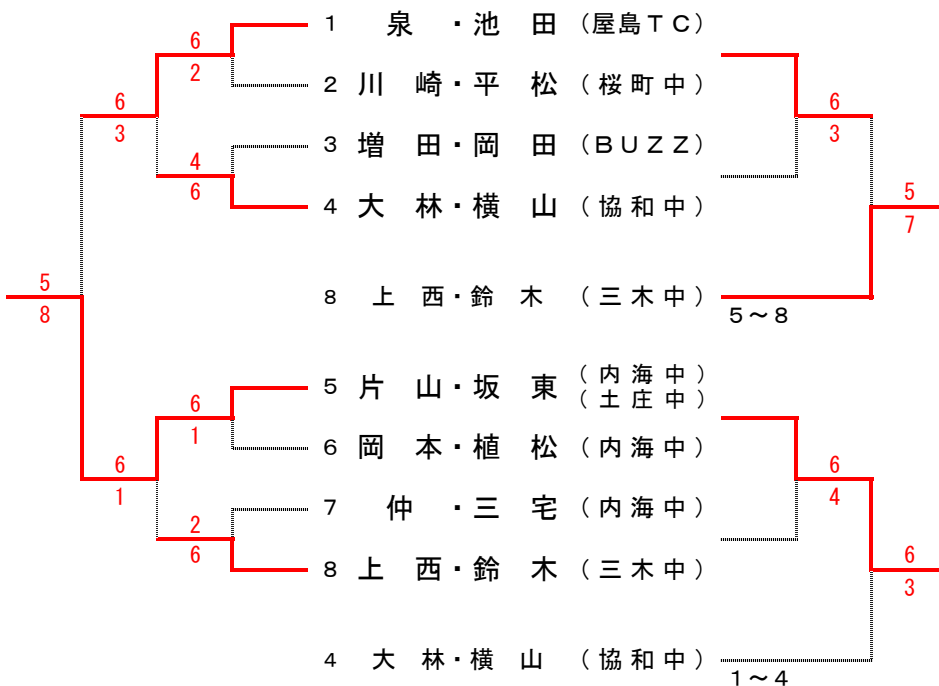 1 泉・池田 (屋島TC)
6
2
2 川崎・平松 (桜町中)
6
3
6
3
3 増田・岡田 (BUZZ)
4
6
4 大林・横山 (協和中)
5
7
5
8
8 上西・鈴木 (三木中)
5～8
5 片山・坂東 (内海中)
(土庄中)
6
1
6 岡本・植松 (内海中)
6
1
6
4
7 仲・三宅 (内海中)
2
6
8 上西・鈴木 (三木中)
6
3
4 大林・横山 (協和中)
1～4